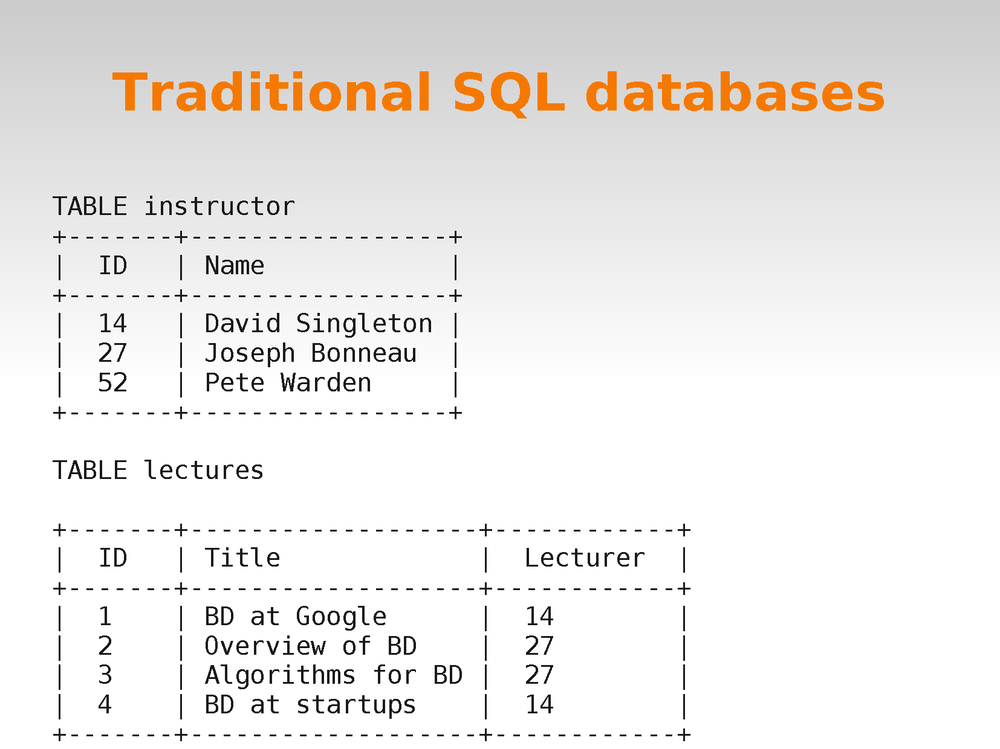 Traditional SQL databases
TABLE instructor
+-------+-----------------+
|  ID   | Name            |
+-------+-----------------+
|  14   | David Singleton |
|  27   | Joseph Bonneau  |
|  52   | Pete Warden     |
+-------+-----------------+
TABLE lectures
+-------+-------------------+------------+
|  ID   | Title             |  Lecturer  |
+-------+-------------------+------------+
|  1    | BD at Google      |  14        |
|  2    | Overview of BD    |  27        |
|  3    | Algorithms for BD |  27        |
|  4    | BD at startups    |  14        |
+-------+-------------------+------------+